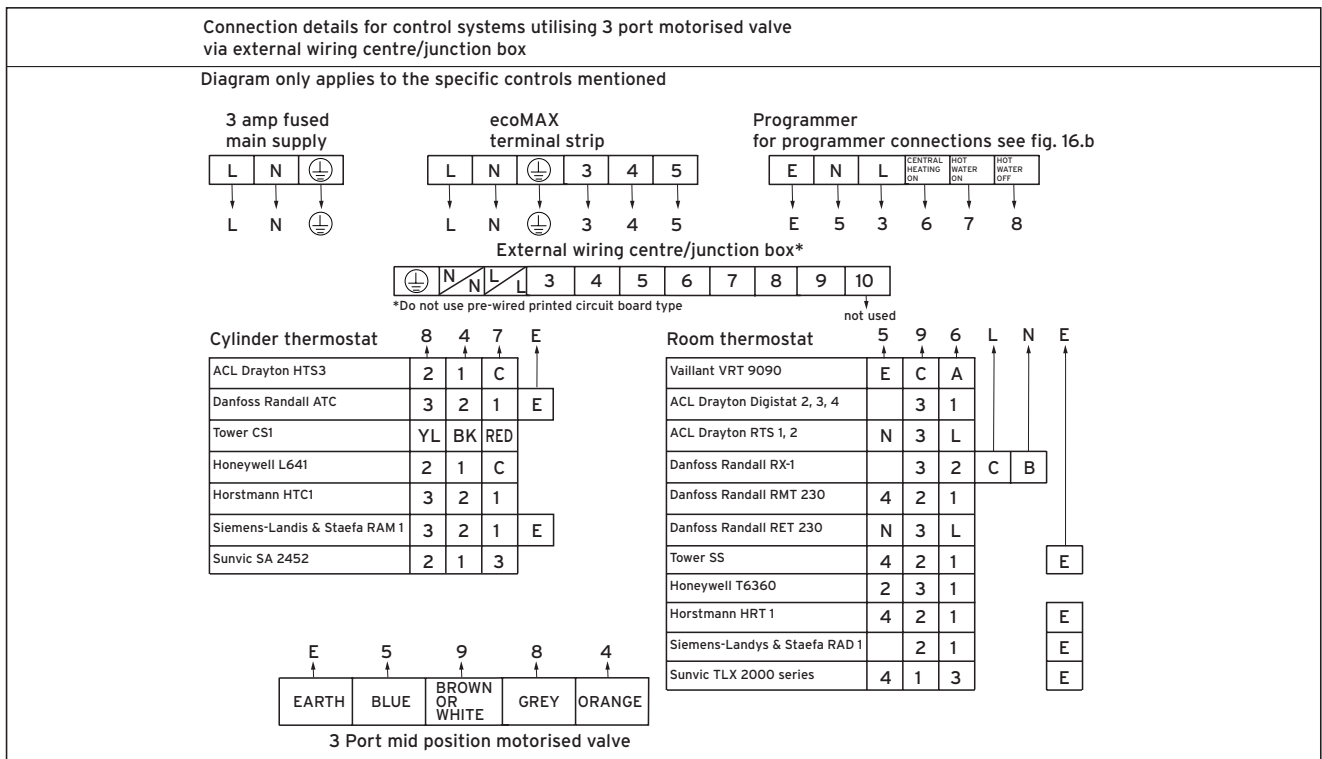 Connection details for control systems utilising 3 port motorised valve
via external wiring centre/junction box
Diagram only applies to the specific controls mentioned
3 amp fused
main supply
L N
L N
ecoMAX
terminal strip
L N 3 4 5
L N 3 4 5
Programmer
for programmer connections see fig. 16.b
E N L CENTRAL HEATING ON HOT WATER ON HOT WATER OFF
E 5 3 6 7 8
External wiring centre/junction box*
N N L L 3 4 5 6 7 8 9 10
*Do not use pre-wired printed circuit board type
not used
Cylinder thermostat 8 4 7 E
ACL Drayton HTS3 2 1 C
Danfoss Randall ATC 3 2 1 E
Tower CS1 YL BK RED
Honeywell L641 2 1 C
Horstmann HTC1 3 2 1
Siemens-Landis & Staefa RAM 1 3 2 1 E
Sunvic SA 2452 2 1 3
Room thermostat 5 9 6 L N E
Vaillant VRT 9090 E C A
ACL Drayton Digistat 2, 3, 4 3 1
ACL Drayton RTS 1, 2 N 3 L
Danfoss Randall RX-1 3 2 C B
Danfoss Randall RMT 230 4 2 1
Danfoss Randall RET 230 N 3 L
Tower SS 4 2 1 E
Honeywell T6360 2 3 1
Horstmann HRT 1 4 2 1 E
Siemens-Landys & Staefa RAD 1 2 1 E
Sunvic TLX 2000 series 4 1 3 E
E 5 9 8 4
EARTH BLUE BROWN OR WHITE GREY ORANGE
3 Port mid position motorised valve